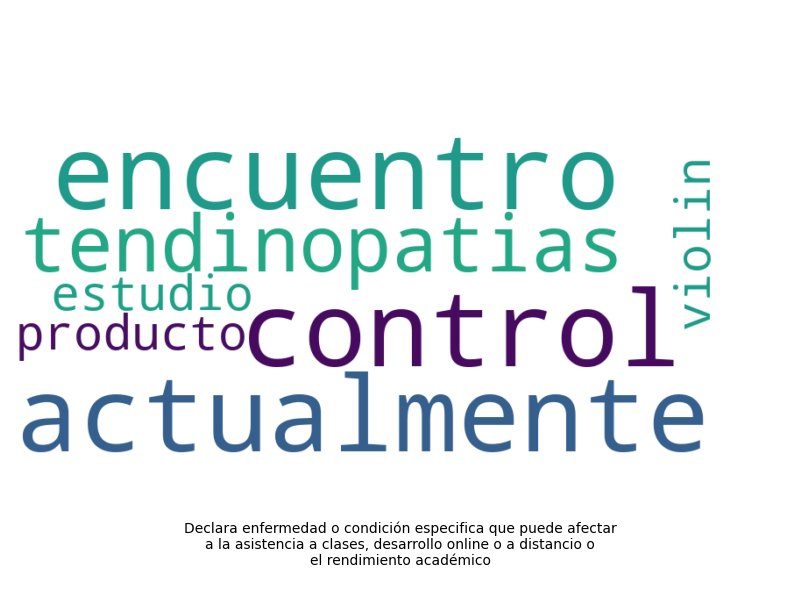 encuentro
violin
tendinopatias
estudio
control
producto
actualmente
Declara enfermedad o condición especifica que puede afectar
a la asistencia a clases, desarrollo online o a distancio o
el rendimiento académico